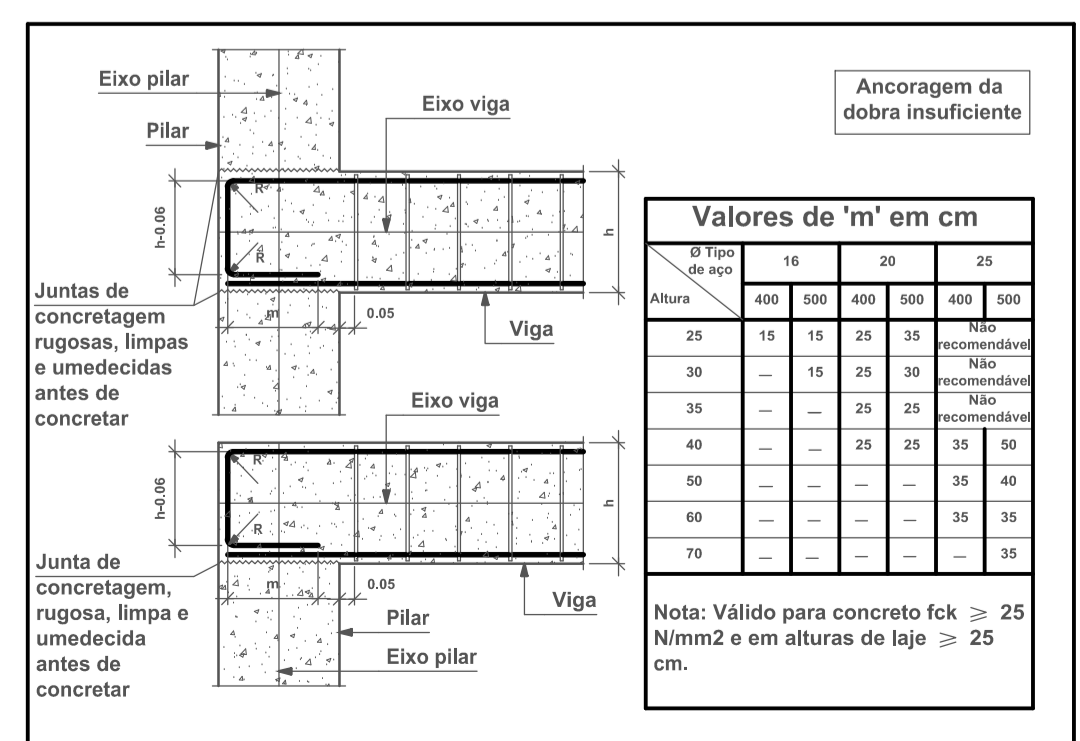 Eixo pilar
Pilar
Eixo viga
R
R
h-0.06
h
Juntas de
concretagem
rugosas, limpas
e umedecidas
antes de
concretar
m
0.05
Viga
Eixo viga
R
R
h-0.06
h
Junta de
concretagem,
rugosa, limpa e
umedecida
antes de
concretar
m
0.05
Viga
Pilar
Eixo pilar
Ancoragem da
dobra insuficiente
Valores de 'm' em cm
Ø Tipo
de aço
Altura
16 20 25
400 500 400 500 400 500
25 15 15 25 35 Não
recomendável
30 — 15 25 30 Não
recomendável
35 — — 25 25 Não
recomendável
40 — — 25 25 35 50
50 — — — — 35 40
60 — — — — 35 35
70 — — — — — 35
Nota: Válido para concreto fck ⩾ 25
N/mm2 e em alturas de laje ⩾ 25
cm.